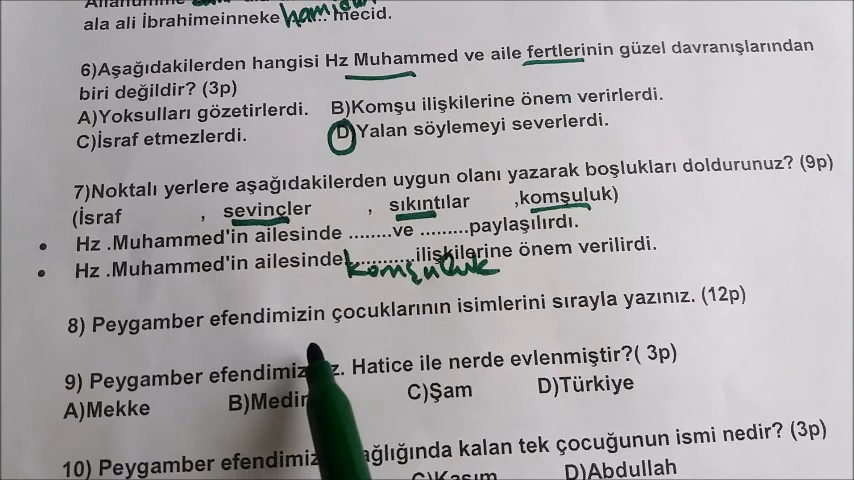 ala ali İbrahimeinneke hamidun mecid.
6)Aşağıdakilerden hangisi Hz Muhammed ve aile fertlerinin güzel davranışlarından
biri değildir? (3p)
A)Yoksulları gözetirlerdi. B)Komşu ilişkilerine önem verirlerdi.
C)İsraf etmezlerdi. D)Yalan söylemeyi severlerdi.
7)Noktalı yerlere aşağıdakilerden uygun olanı yazarak boşlukları doldurunuz? (9p)
(İsraf , sevinçler , sıkıntılar ,komşuluk)
• Hz .Muhammed'in ailesinde ........ve .........paylaşılırdı.
• Hz .Muhammed'in ailesinde ............ilişkilerine önem verilirdi.
komşuluk
8) Peygamber efendimizin çocuklarının isimlerini sırayla yazınız. (12p)
9) Peygamber efendimiz z. Hatice ile nerde evlenmiştir?( 3p)
A)Mekke B)Medin C)Şam D)Türkiye
10) Peygamber efendimiz ağlığında kalan tek çocuğunun ismi nedir? (3p)
C)Kasım D)Abdullah